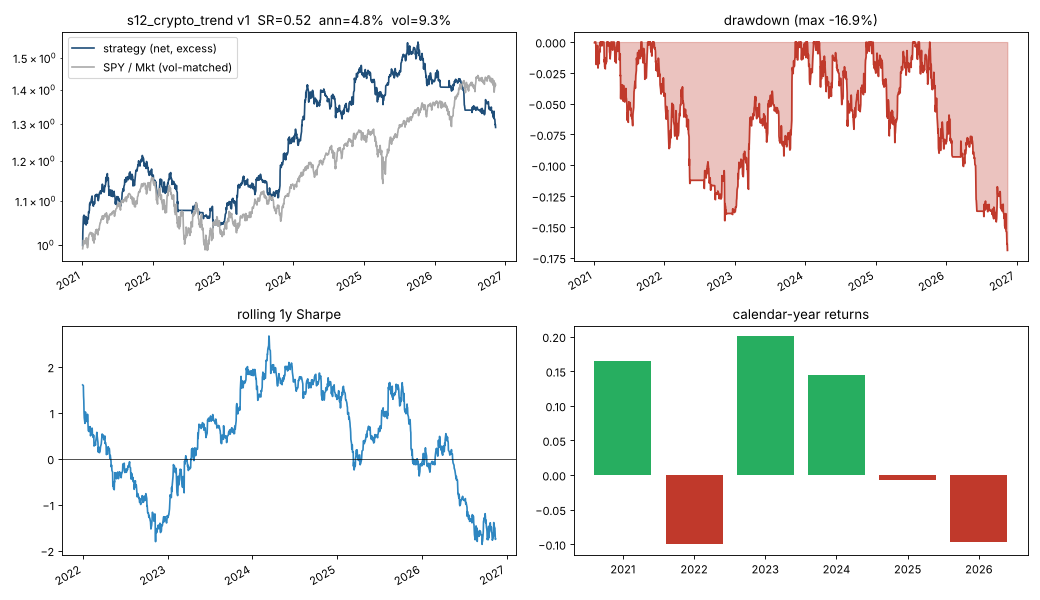 s12_crypto_trend v1  SR=0.52  ann=4.8%  vol=9.3%
strategy (net, excess)
SPY / Mkt (vol-matched)
1.5 × 10⁰
1.4 × 10⁰
1.3 × 10⁰
1.2 × 10⁰
1.1 × 10⁰
10⁰
2021 2022 2023 2024 2025 2026 2027
drawdown (max -16.9%)
0.000
−0.025
−0.050
−0.075
−0.100
−0.125
−0.150
−0.175
2021 2022 2023 2024 2025 2026 2027
rolling 1y Sharpe
2
1
0
−1
−2
2022 2023 2024 2025 2026 2027
calendar-year returns
0.20
0.15
0.10
0.05
0.00
−0.05
−0.10
2021 2022 2023 2024 2025 2026